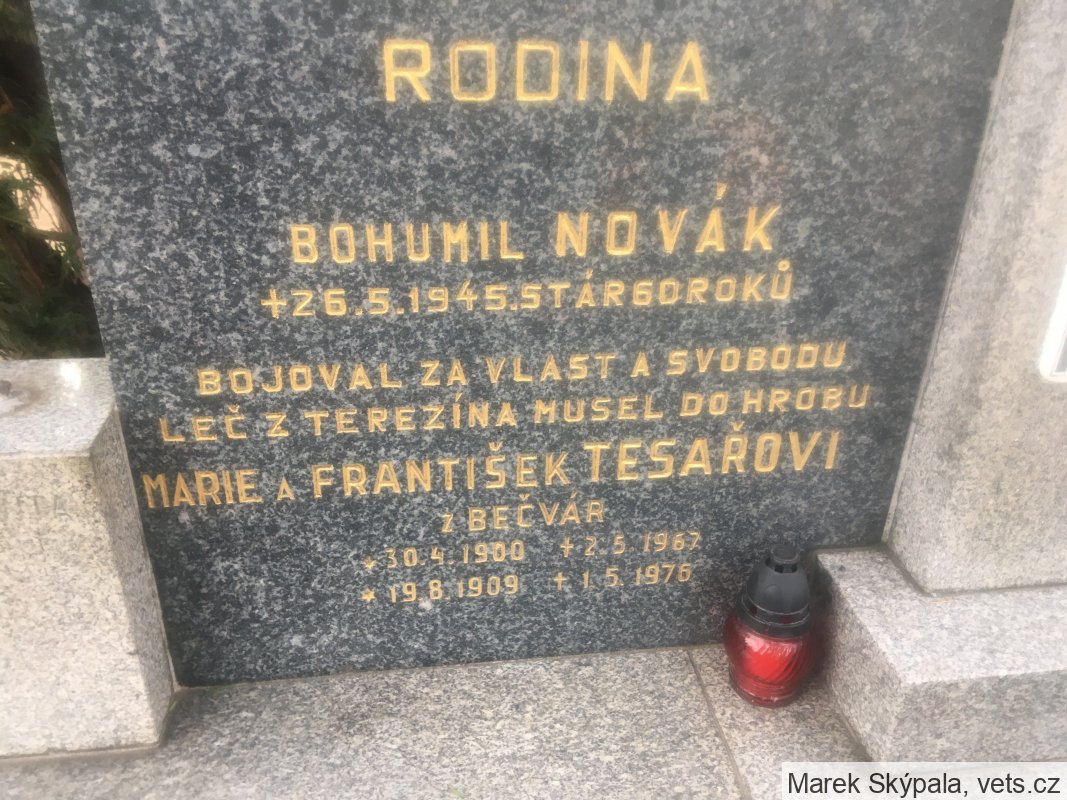 RODINA
BOHUMIL NOVÁK
+26.5.1945.STÁR60ROKŮ
BOJOVAL ZA VLAST A SVOBODU
LEČ Z TEREZÍNA MUSEL DO HROBU
MARIE A FRANTIŠEK TESAŘOVI
Z BEČVÁR
* 30.4.1900 + 2.5.1967
* 19.8.1909 + 1.5.1976
Marek Skýpala, vets.cz